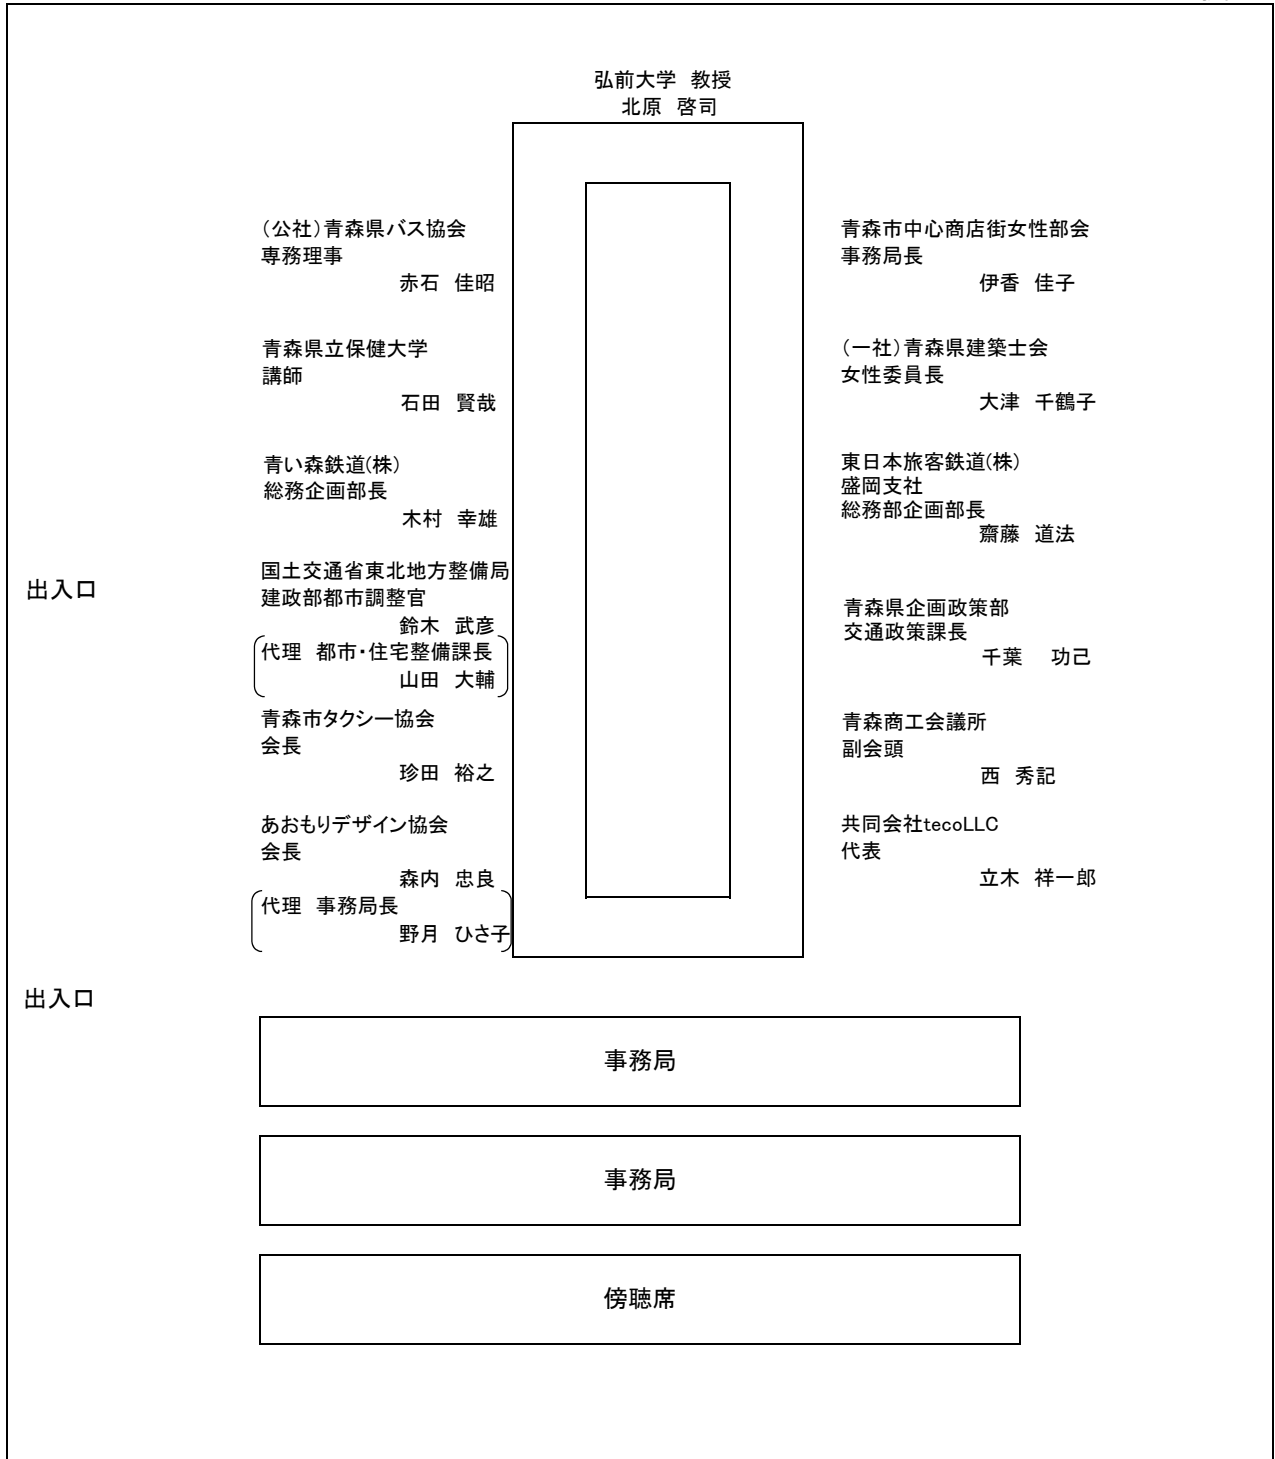 弘前大学　教授
北原　啓司
（公社）青森県バス協会
専務理事
赤石　佳昭
青森県立保健大学
講師
石田　賢哉
青い森鉄道(株)
総務企画部長
木村　幸雄
国土交通省東北地方整備局
建政部都市調整官
鈴木　武彦
代理　都市・住宅整備課長
山田　大輔
青森市タクシー協会
会長
珍田　裕之
あおもりデザイン協会
会長
森内　忠良
代理　事務局長
野月　ひさ子
青森市中心商店街女性部会
事務局長
伊香　佳子
（一社）青森県建築士会
女性委員長
大津　千鶴子
東日本旅客鉄道(株)
盛岡支社
総務部企画部長
齋藤　道法
青森県企画政策部
交通政策課長
千葉　功己
青森商工会議所
副会頭
西　秀記
共同会社tecoLLC
代表
立木　祥一郎
出入口
出入口
事務局
事務局
傍聴席